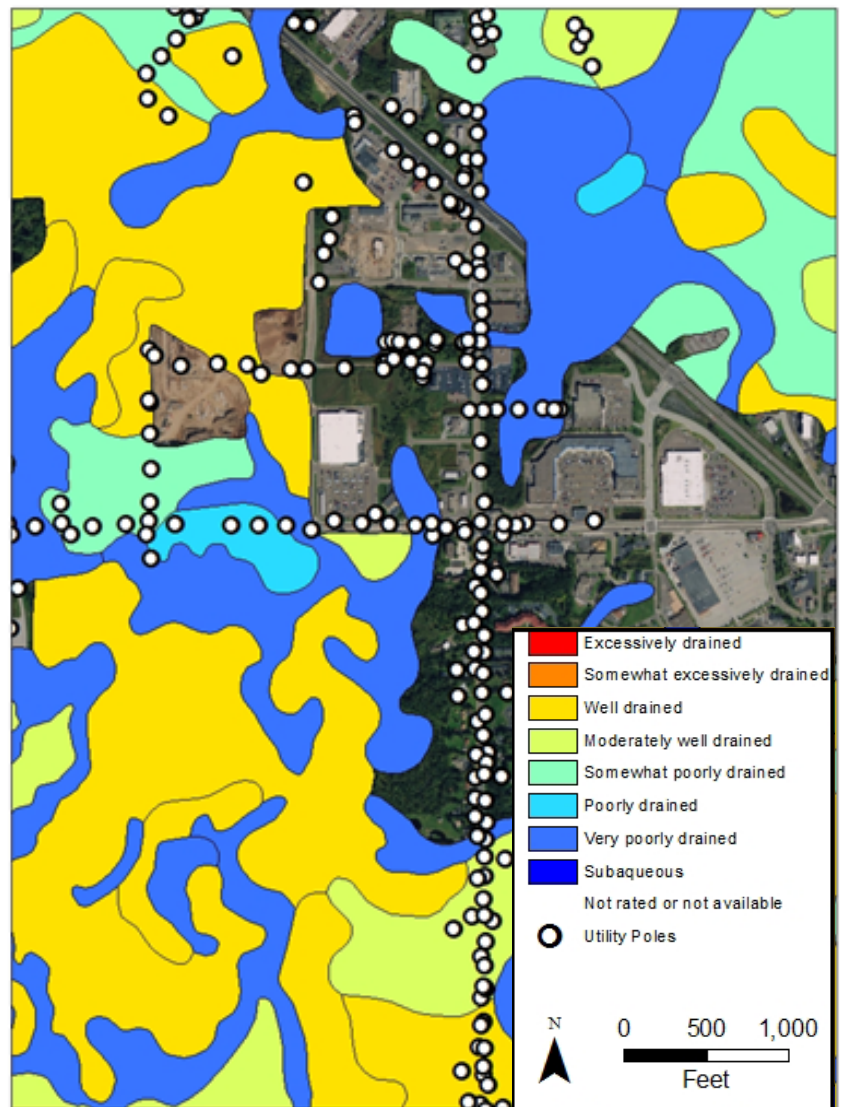 Excessively drained
Somewhat excessively drained
Well drained
Moderately well drained
Somewhat poorly drained
Poorly drained
Very poorly drained
Subaqueous
Not rated or not available
Utility Poles
N
0 500 1,000
Feet